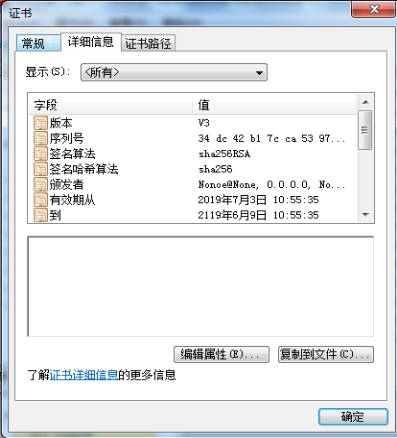 证书
常规 详细信息 证书路径
显示(S): <所有>
字段 值
版本 V3
序列号 34 dc 42 b1 7c ca 53 97...
签名算法 sha256RSA
签名哈希算法 sha256
颁发者 Nonoe@None, 0.0.0.0, No...
有效期从 2019年7月3日 10:55:35
到 2119年6月9日 10:55:35
编辑属性(E)... 复制到文件(C)...
了解证书详细信息的更多信息
确定